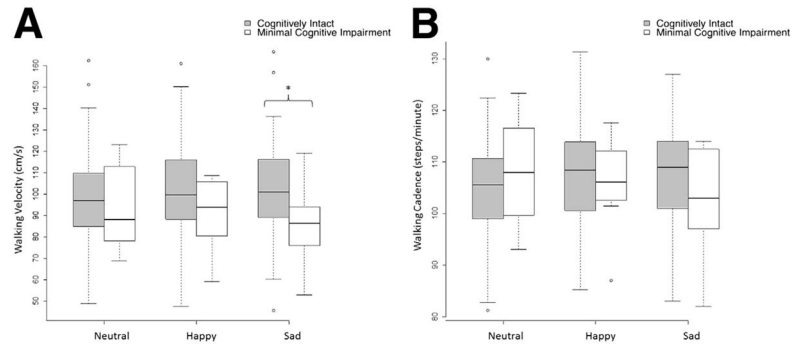 A
Cognitively Intact
Minimal Cognitive Impairment
Walking Velocity (cm/s)
160
150
140
130
120
110
100
90
80
70
60
50
*
Neutral
Happy
Sad
B
Cognitively Intact
Minimal Cognitive Impairment
Walking Cadence (steps/minute)
130
120
110
100
90
80
Neutral
Happy
Sad